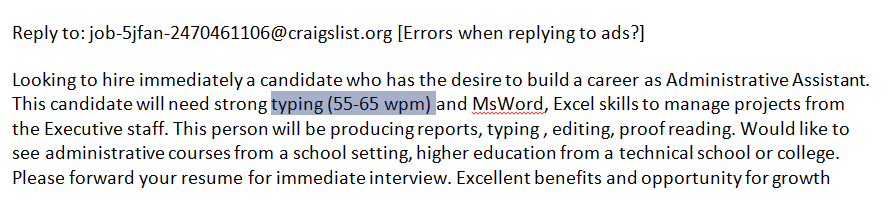 Reply to: job-5jfan-2470461106@craigslist.org [Errors when replying to ads?]
Looking to hire immediately a candidate who has the desire to build a career as Administrative Assistant.
This candidate will need strong typing (55-65 wpm) and MsWord, Excel skills to manage projects from
the Executive staff. This person will be producing reports, typing , editing, proof reading. Would like to
see administrative courses from a school setting, higher education from a technical school or college.
Please forward your resume for immediate interview. Excellent benefits and opportunity for growth